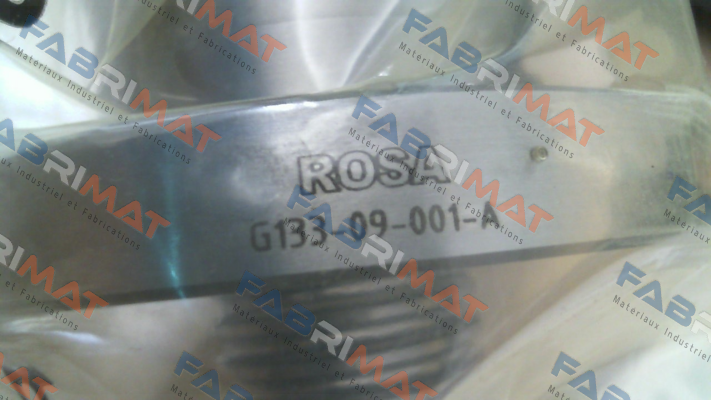 ROSA
G133-09-001-A
FABRIMAT
Materiaux Industriel et Fabrications